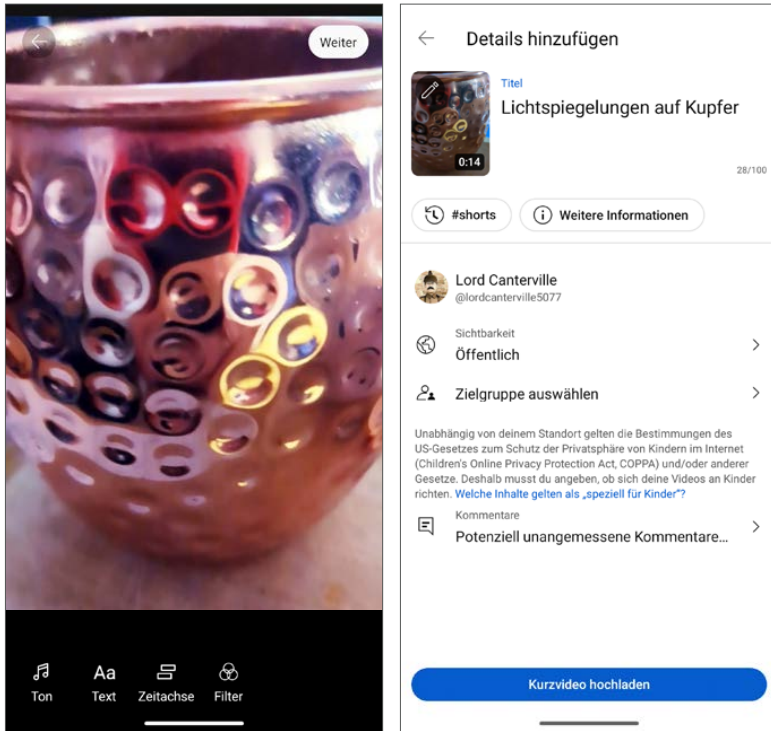 Weiter
Ton
Aa
Text
Zeitachse
Filter
Details hinzufügen
Titel
Lichtspiegelungen auf Kupfer
0:14
28/100
#shorts
Weitere Informationen
Lord Canterville
@lordcanterville5077
Sichtbarkeit
Öffentlich
Zielgruppe auswählen
Unabhängig von deinem Standort gelten die Bestimmungen des
US-Gesetzes zum Schutz der Privatsphäre von Kindern im Internet
(Children's Online Privacy Protection Act, COPPA) und/oder anderer
Gesetze. Deshalb musst du angeben, ob sich deine Videos an Kinder
richten. Welche Inhalte gelten als „speziell für Kinder"?
Kommentare
Potenziell unangemessene Kommentare...
Kurzvideo hochladen